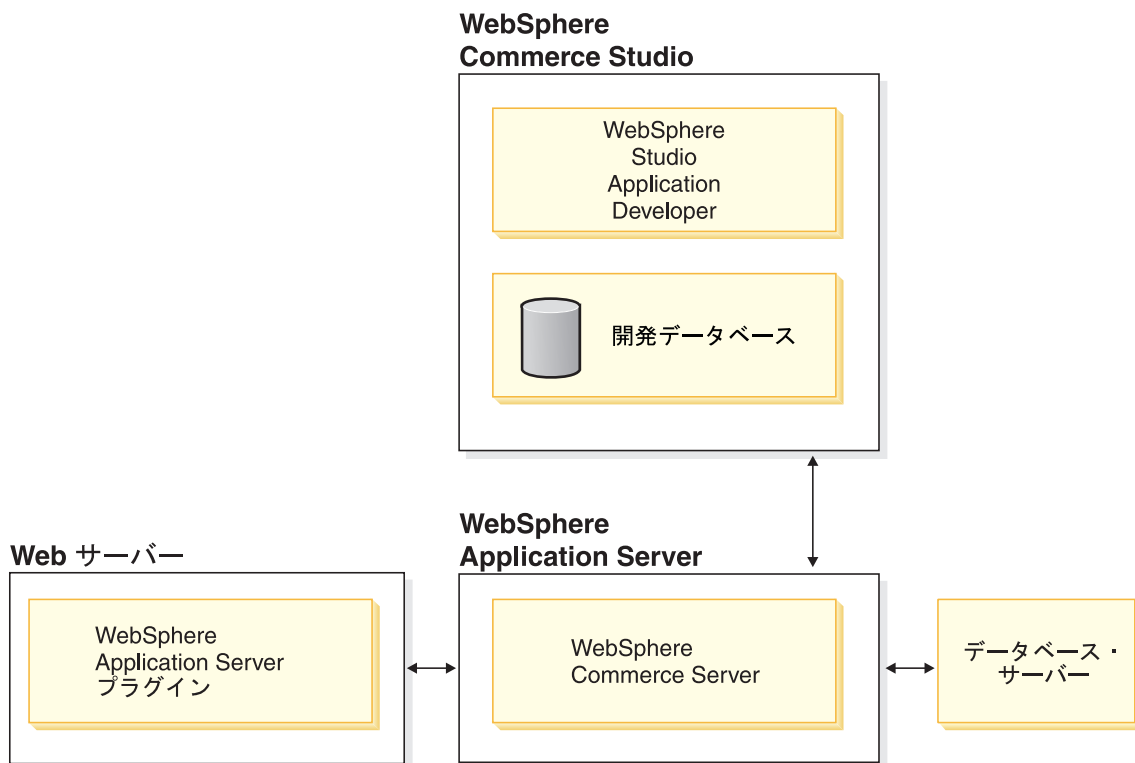 WebSphere
Commerce Studio
WebSphere
Studio
Application
Developer
開発データベース
WebSphere
Application Server
Web サーバー
WebSphere
Application Server
プラグイン
WebSphere
Commerce Server
データベース・
サーバー